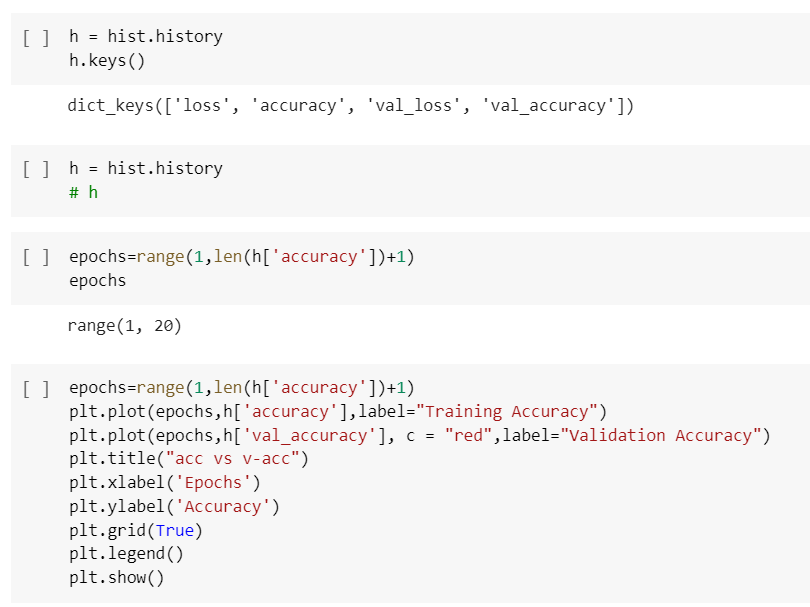 [ ] h = hist.history
h.keys()
dict_keys(['loss', 'accuracy', 'val_loss', 'val_accuracy'])
[ ] h = hist.history
# h
[ ] epochs=range(1,len(h['accuracy'])+1)
epochs
range(1, 20)
[ ] epochs=range(1,len(h['accuracy'])+1)
plt.plot(epochs,h['accuracy'],label="Training Accuracy")
plt.plot(epochs,h['val_accuracy'], c = "red",label="Validation Accuracy")
plt.title("acc vs v-acc")
plt.xlabel('Epochs')
plt.ylabel('Accuracy')
plt.grid(True)
plt.legend()
plt.show()